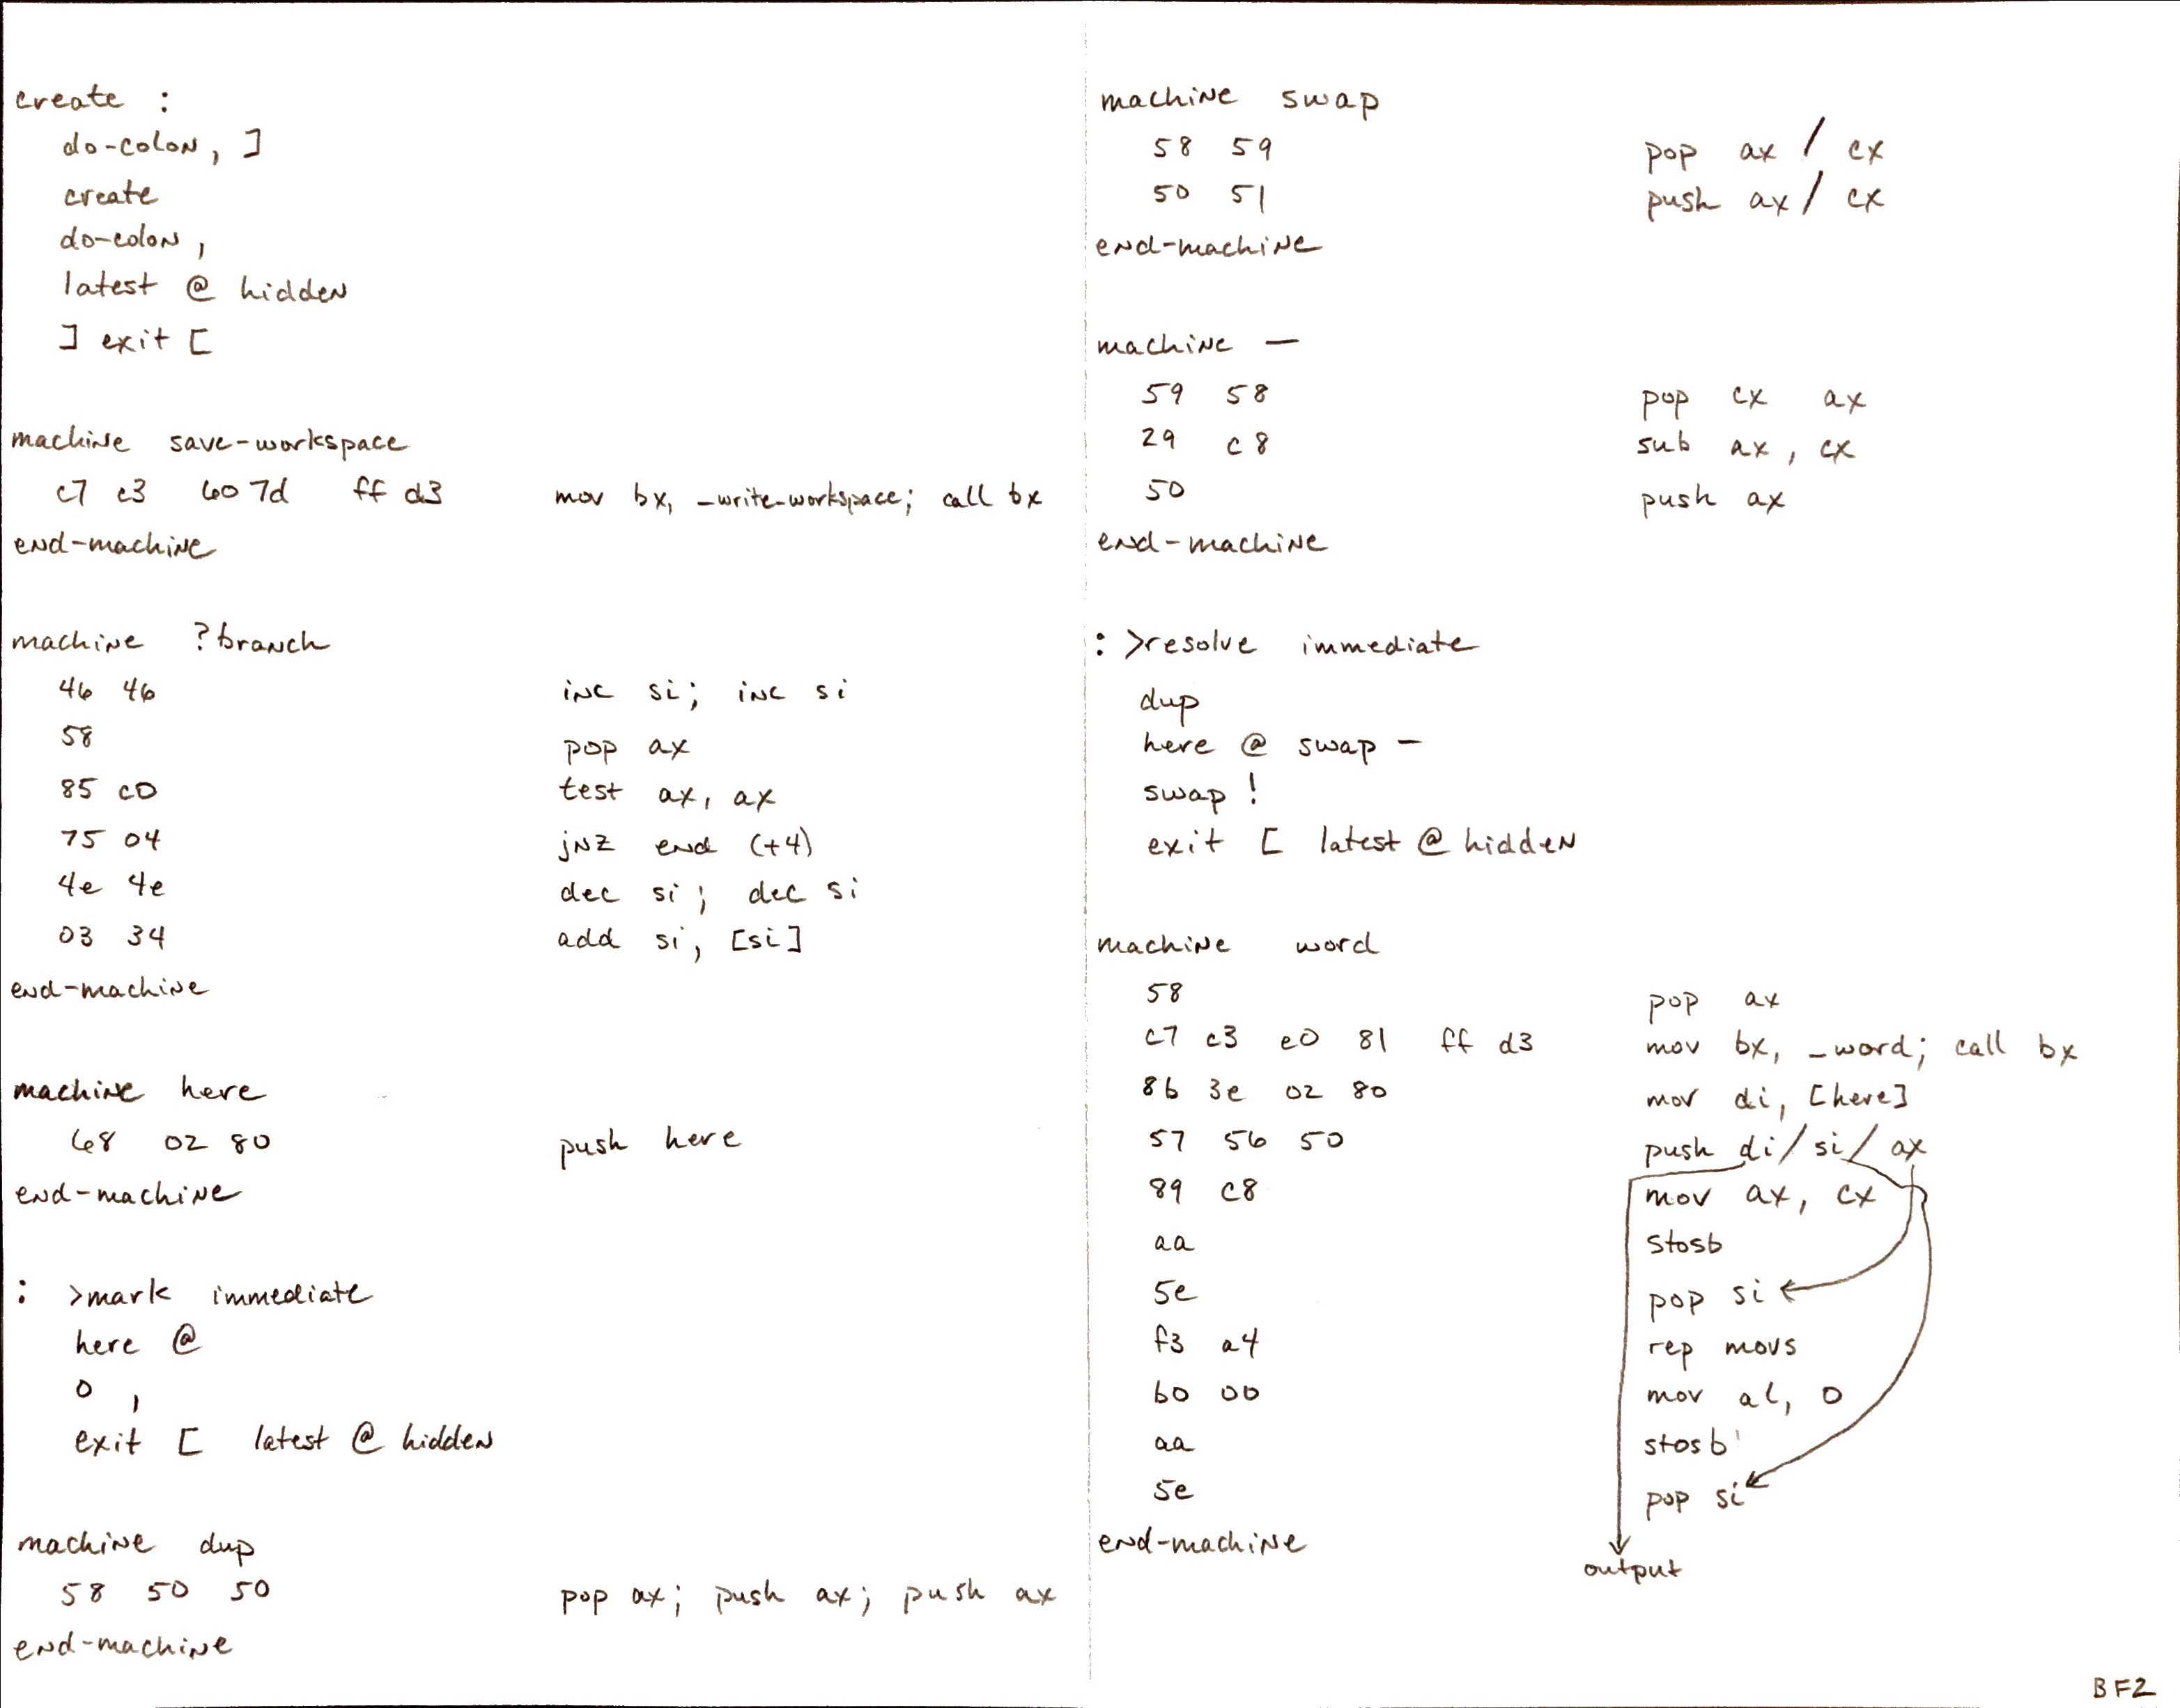 create :
do-colon, ]
create
do-colon,
latest @ hidden
] exit [
machine save-workspace
c7 c3 60 7d ff d3 mov bx, _write-workspace; call bx
end-machine
machine ?branch
46 46 inc si; inc si
58 pop ax
85 c0 test ax, ax
75 04 jnz end (+4)
4e 4e dec si; dec si
03 34 add si, [si]
end-machine
machine here
68 02 80 push here
end-machine
: >mark immediate
here @
0 ,
exit [ latest @ hidden
machine dup
58 50 50 pop ax; push ax; push ax
end-machine
machine swap
58 59 pop ax / cx
50 51 push ax / cx
end-machine
machine -
59 58 pop cx ax
29 c8 sub ax, cx
50 push ax
end-machine
: >resolve immediate
dup
here @ swap -
swap !
exit [ latest @ hidden
machine word
58 pop ax
c7 c3 e0 81 ff d3 mov bx, _word; call bx
8b 3e 02 80 mov di, [here]
57 56 50 push di / si / ax
89 c8 mov ax, cx
aa stosb
5e pop si
f3 a4 rep movs
b0 00 mov al, 0
aa stosb
5e pop si
end-machine
output
BF2